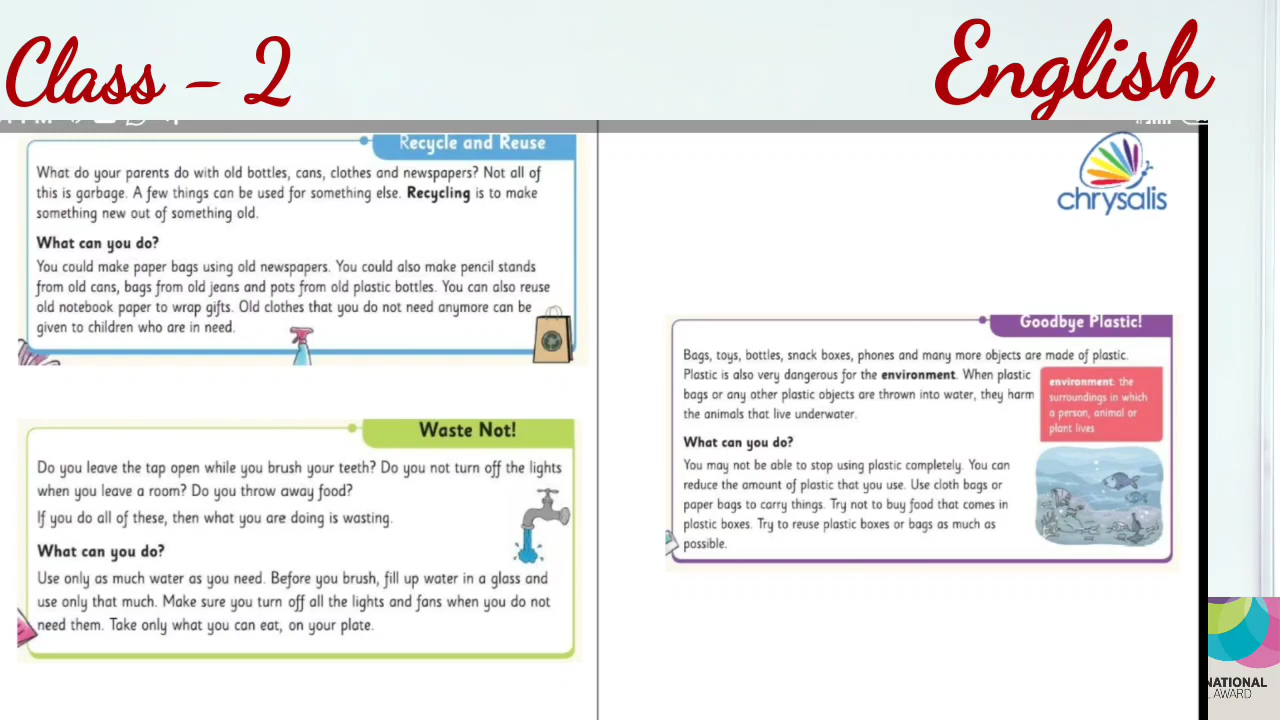 Class - 2
English
Recycle and Reuse
What do your parents do with old bottles, cans, clothes and newspapers? Not all of
this is garbage. A few things can be used for something else. Recycling is to make
something new out of something old.
What can you do?
You could make paper bags using old newspapers. You could also make pencil stands
from old cans, bags from old jeans and pots from old plastic bottles. You can also reuse
old notebook paper to wrap gifts. Old clothes that you do not need anymore can be
given to children who are in need.
Waste Not!
Do you leave the tap open while you brush your teeth? Do you not turn off the lights
when you leave a room? Do you throw away food?
If you do all of these, then what you are doing is wasting.
What can you do?
Use only as much water as you need. Before you brush, fill up water in a glass and
use only that much. Make sure you turn off all the lights and fans when you do not
need them. Take only what you can eat, on your plate.
chrysalis
Goodbye Plastic!
Bags, toys, bottles, snack boxes, phones and many more objects are made of plastic.
Plastic is also very dangerous for the environment. When plastic
bags or any other plastic objects are thrown into water, they harm
the animals that live underwater.
environment: the
surroundings in which
a person, animal or
plant lives
What can you do?
You may not be able to stop using plastic completely. You can
reduce the amount of plastic that you use. Use cloth bags or
paper bags to carry things. Try not to buy food that comes in
plastic boxes. Try to reuse plastic boxes or bags as much as
possible.
NATIONAL
AWARD